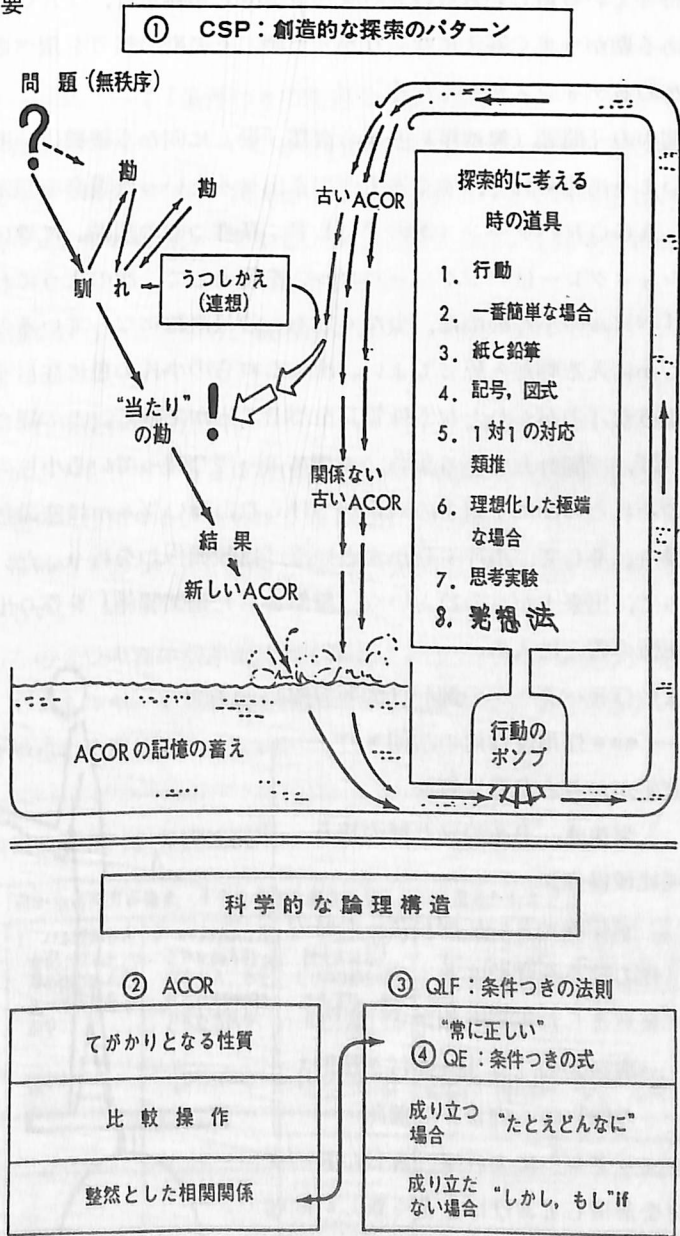 要
① CSP：創造的な探索のパターン
問 題（無秩序）
?
勘
勘
馴 れ
うつしかえ
（連想）
"当たり"
の勘
!
結 果
新しいACOR
古いACOR
関係ない
古いACOR
探索的に考える
時の道具
1. 行動
2. 一番簡単な場合
3. 紙と鉛筆
4. 記号，図式
5. 1対1の対応
類推
6. 理想化した極端
な場合
7. 思考実験
8. 発想法
行動の
ポンプ
ACORの記憶の蓄え
科学的な論理構造
② ACOR
てがかりとなる性質
比 較 操 作
整然とした相関関係
③ QLF：条件つきの法則
"常に正しい"
④ QE：条件つきの式
成り立つ
場合 "たとえどんなに"
成り立た
ない場合 "しかし，もし"if